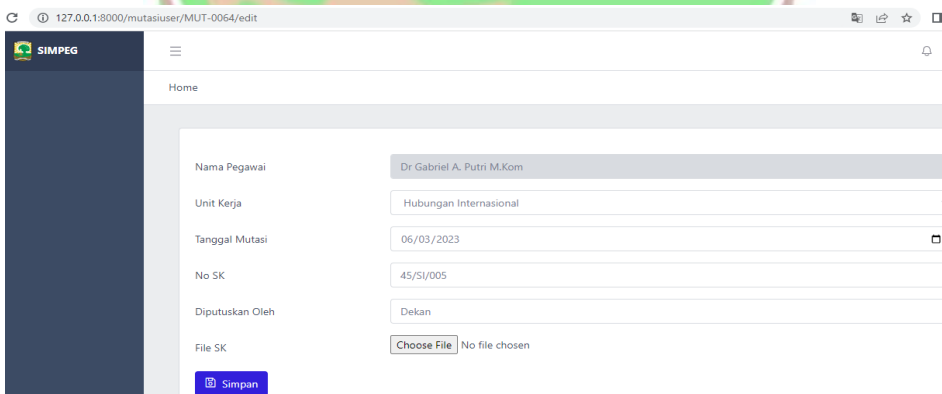 127.0.0.1:8000/mutasiuser/MUT-0064/edit
SIMPEG
Home
Nama Pegawai Dr Gabriel A. Putri M.Kom
Unit Kerja Hubungan Internasional
Tanggal Mutasi 06/03/2023
No SK 45/SI/005
Diputuskan Oleh Dekan
File SK Choose File No file chosen
Simpan